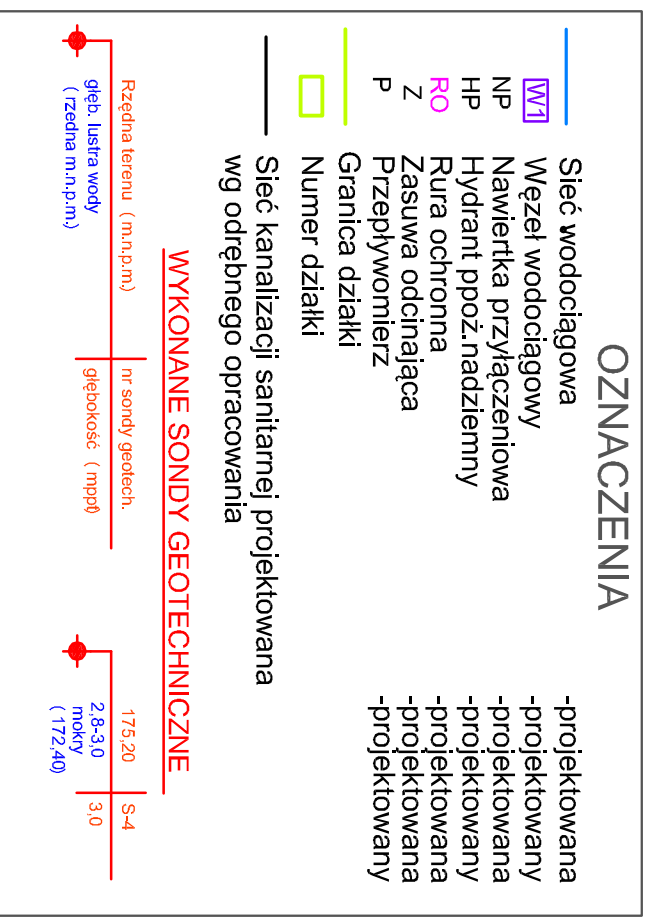 OZNACZENIA
Sieć wodociągowa -projektowana
W1 Węzeł wodociągowy -projektowany
NP Nawiertka przyłączeniowa -projektowana
HP Hydrant ppoż.nadziemny -projektowany
RO Rura ochronna -projektowana
Z Zasuwa odcinająca -projektowana
P Przepływomierz -projektowany
Granica działki
Numer działki
Sieć kanalizacji sanitarnej projektowana
wg odrębnego opracowania
WYKONANE SONDY GEOTECHNICZNE
Rzędna terenu ( m.n.p.m.) nr sondy geotech.
głęb. lustra wody głębokość ( mppt)
( rzedna m.n.p.m.)
175,20 S-4
2,8-3,0 3,0
mokry
( 172,40)